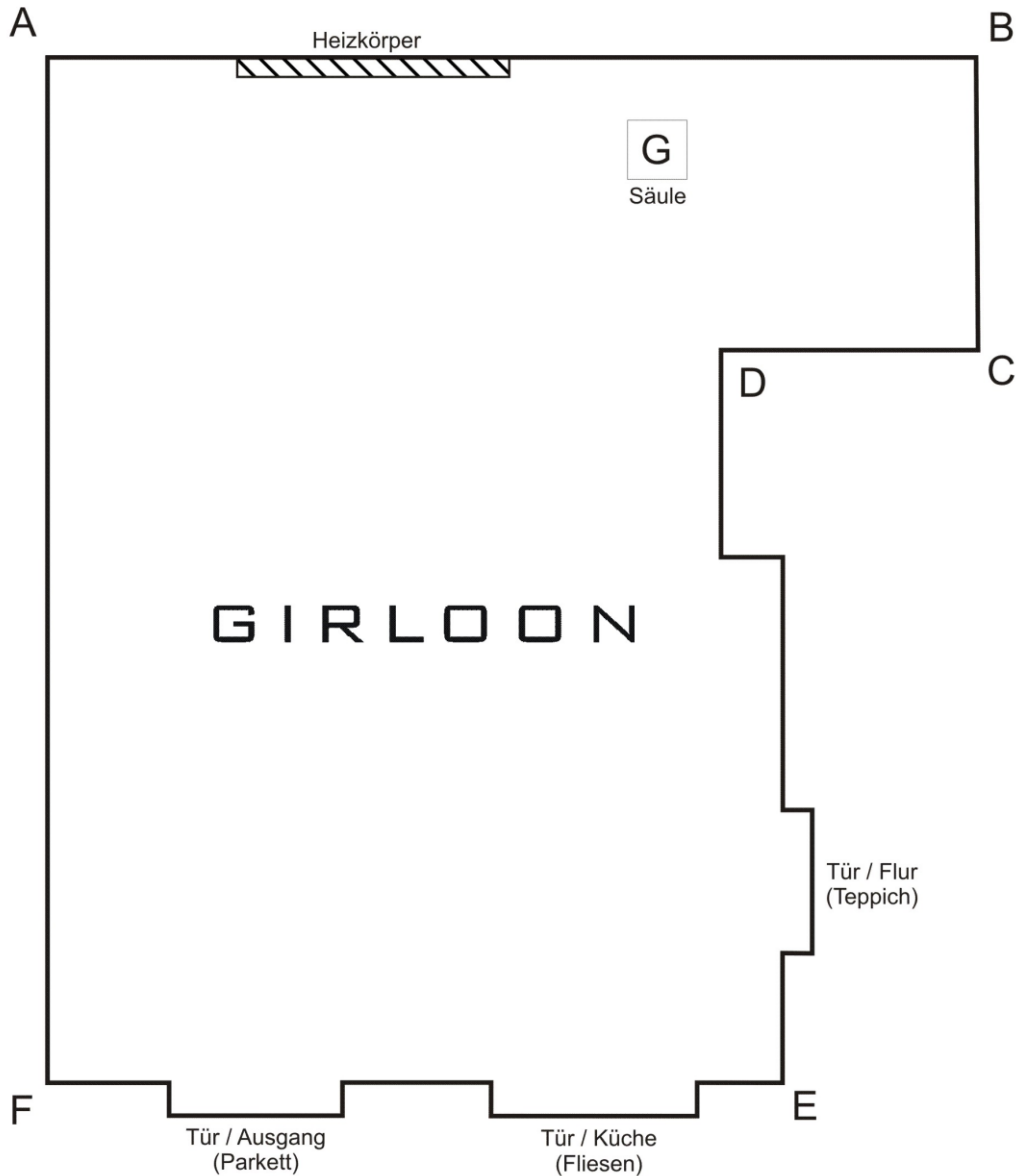 A
B
Heizkörper
G
Säule
D
C
GIRLOON
Tür / Flur
(Teppich)
F
E
Tür / Ausgang
(Parkett)
Tür / Küche
(Fliesen)